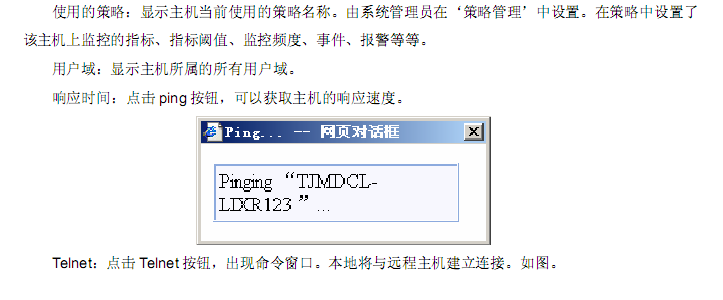 使用的策略：显示主机当前使用的策略名称。由系统管理员在‘策略管理’中设置。在策略中设置了
该主机上监控的指标、指标阈值、监控频度、事件、报警等等。
用户域：显示主机所属的所有用户域。
响应时间：点击 ping 按钮，可以获取主机的响应速度。
Ping... -- 网页对话框
Pinging “TJMDCL-
LIXR123 ”...
Telnet：点击 Telnet 按钮，出现命令窗口。本地将与远程主机建立连接。如图。